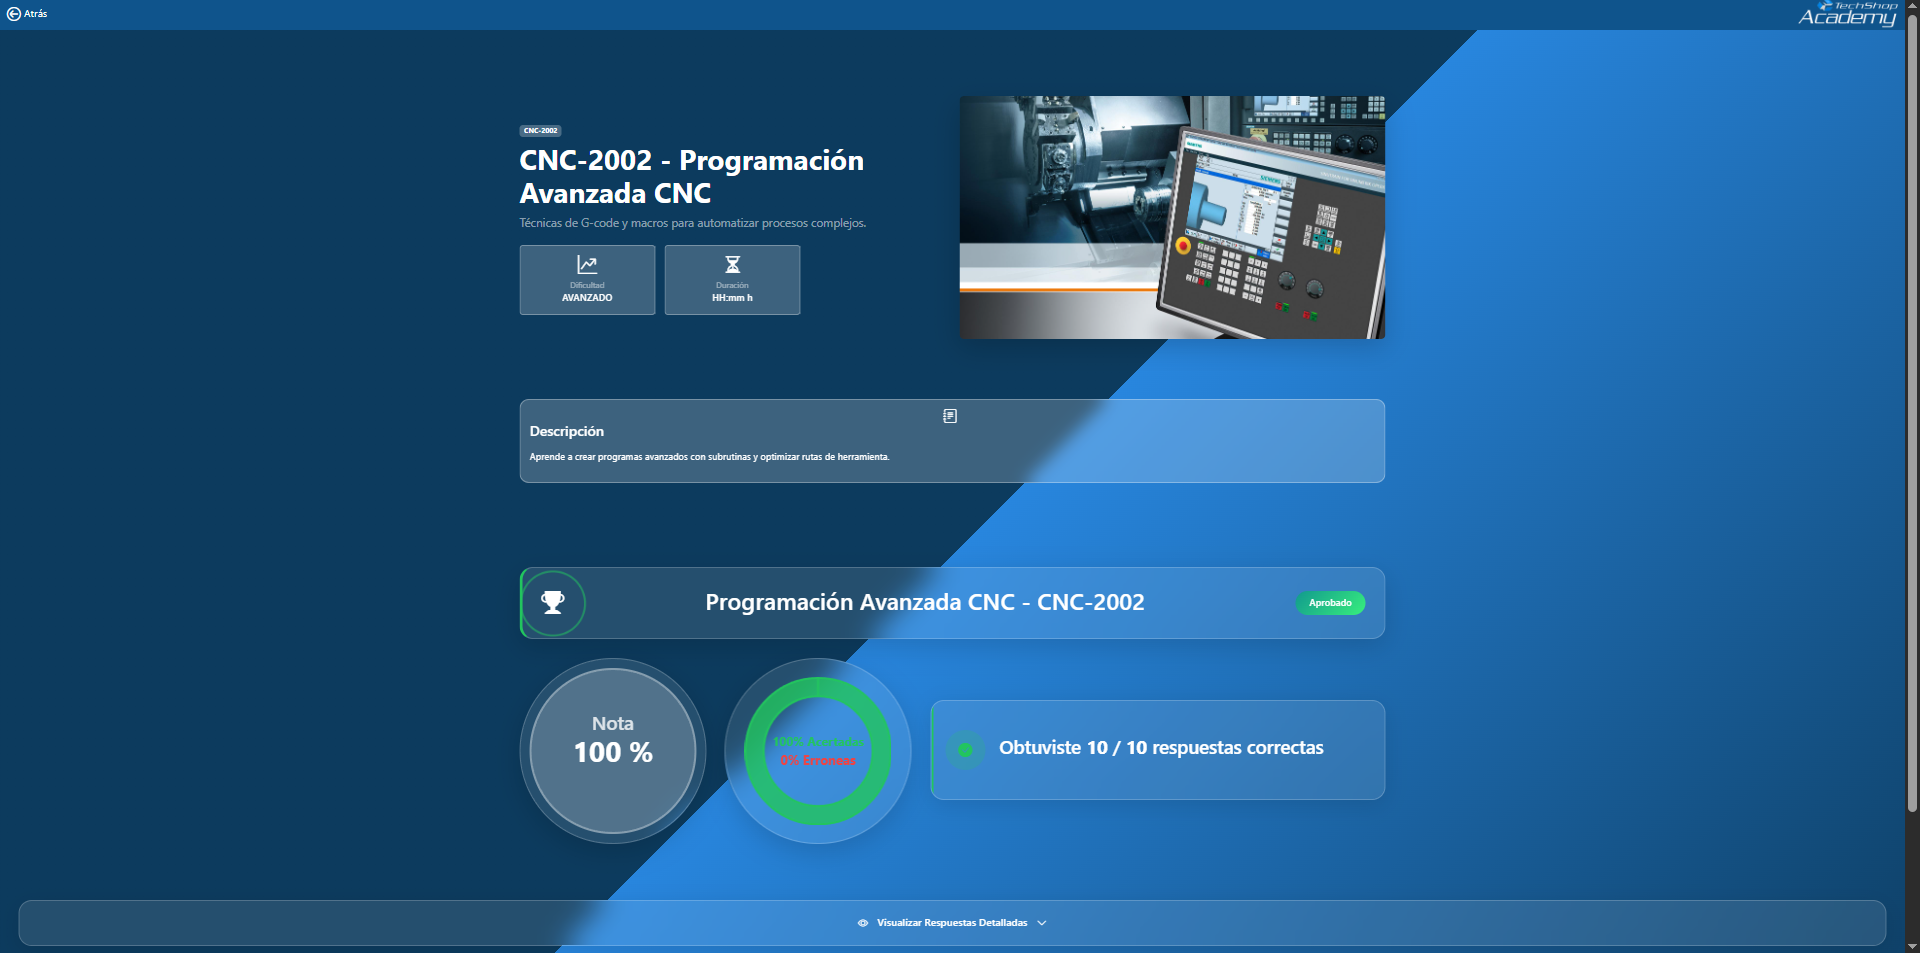 Atrás
TechShop
Academy
CNC-2002
CNC-2002 - Programación
Avanzada CNC
Técnicas de G-code y macros para automatizar procesos complejos.
Dificultad
AVANZADO
Duración
HH:mm h
Descripción
Aprende a crear programas avanzados con subrutinas y optimizar rutas de herramienta.
Programación Avanzada CNC - CNC-2002
Aprobado
Nota
100 %
100% Acertadas
0% Erroneas
Obtuviste 10 / 10 respuestas correctas
Visualizar Respuestas Detalladas